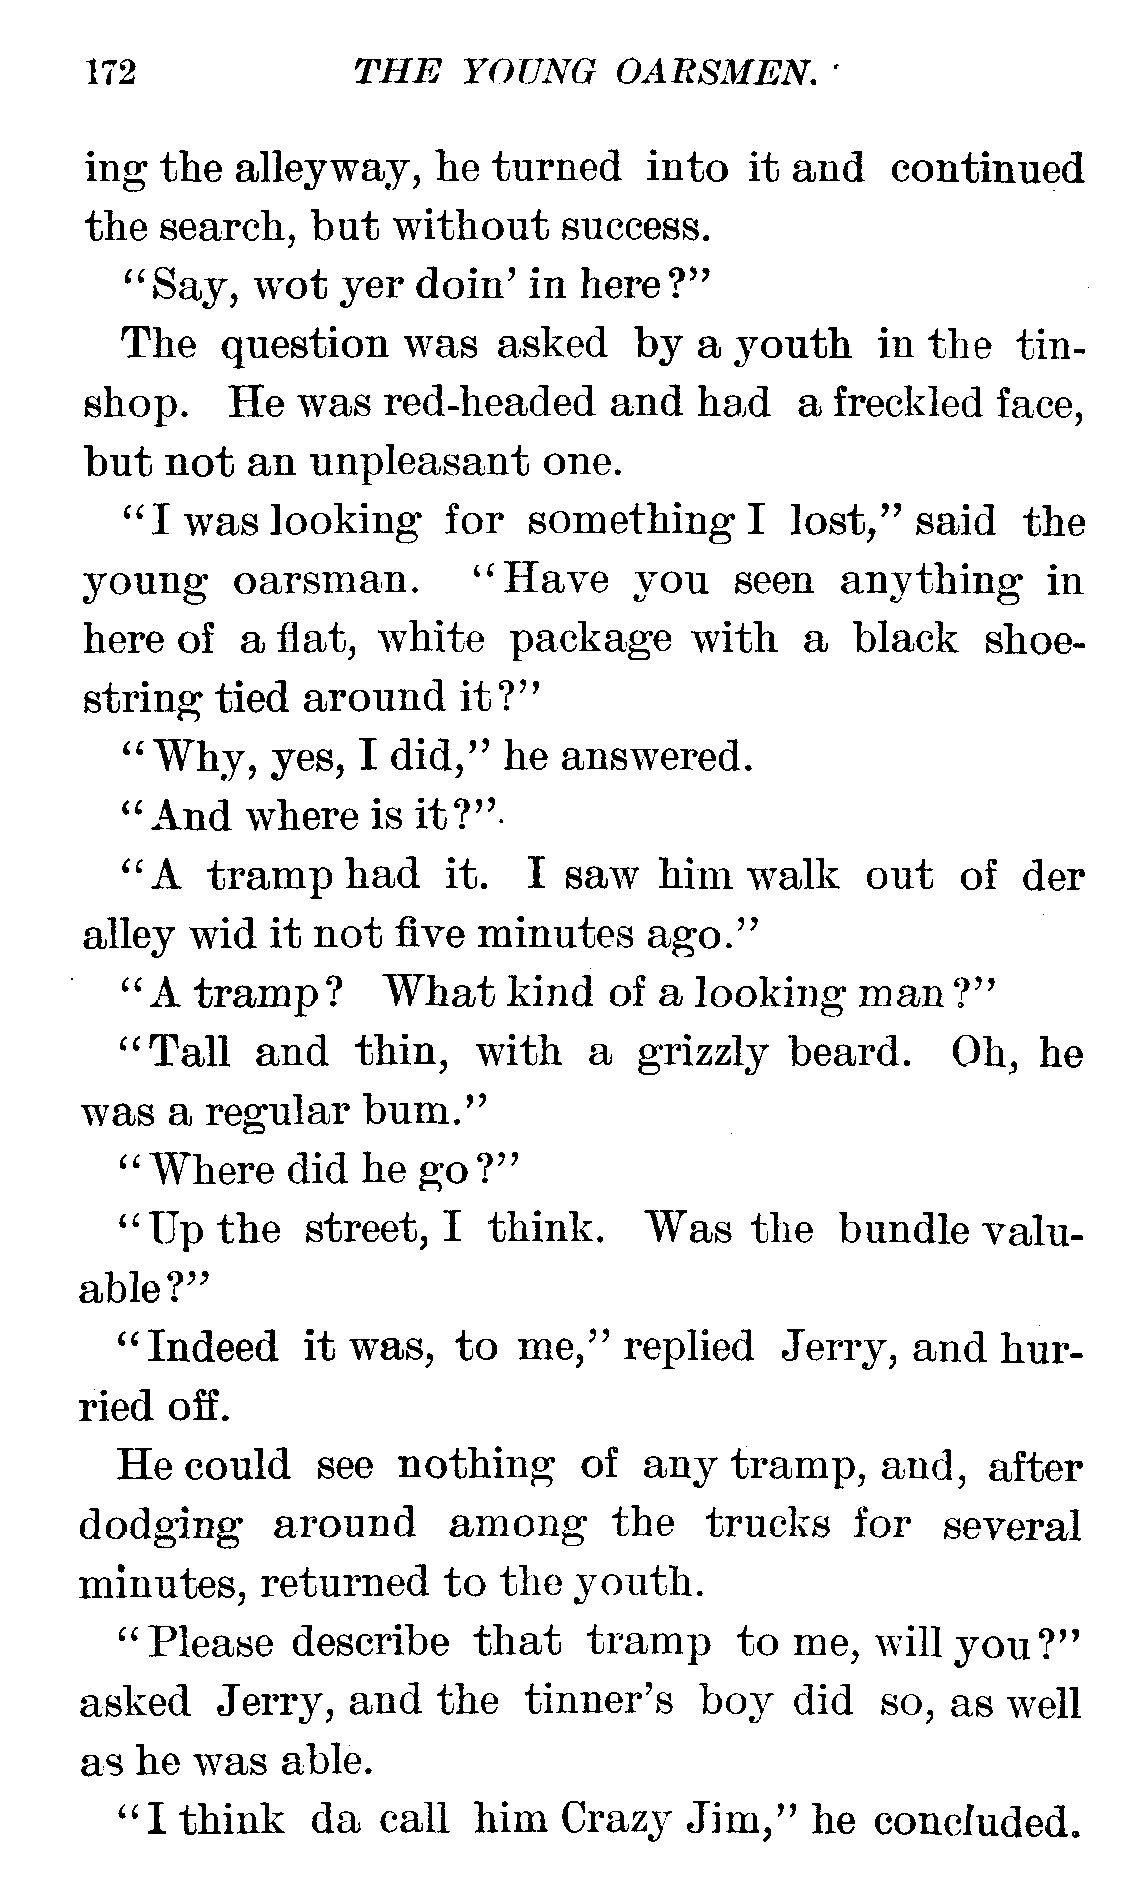 172 THE YOUNG OARSMEN.
ing the alleyway, he turned into it and continued
the search, but without success.
"Say, wot yer doin' in here?"
The question was asked by a youth in the tin-
shop. He was red-headed and had a freckled face,
but not an unpleasant one.
"I was looking for something I lost," said the
young oarsman. "Have you seen anything in
here of a flat, white package with a black shoe-
string tied around it?"
"Why, yes, I did," he answered.
"And where is it?"
"A tramp had it. I saw him walk out of der
alley wid it not five minutes ago."
"A tramp? What kind of a looking man?"
"Tall and thin, with a grizzly beard. Oh, he
was a regular bum."
"Where did he go?"
"Up the street, I think. Was the bundle valu-
able?"
"Indeed it was, to me," replied Jerry, and hur-
ried off.
He could see nothing of any tramp, and, after
dodging around among the trucks for several
minutes, returned to the youth.
"Please describe that tramp to me, will you?"
asked Jerry, and the tinner's boy did so, as well
as he was able.
"I think da call him Crazy Jim," he concluded.